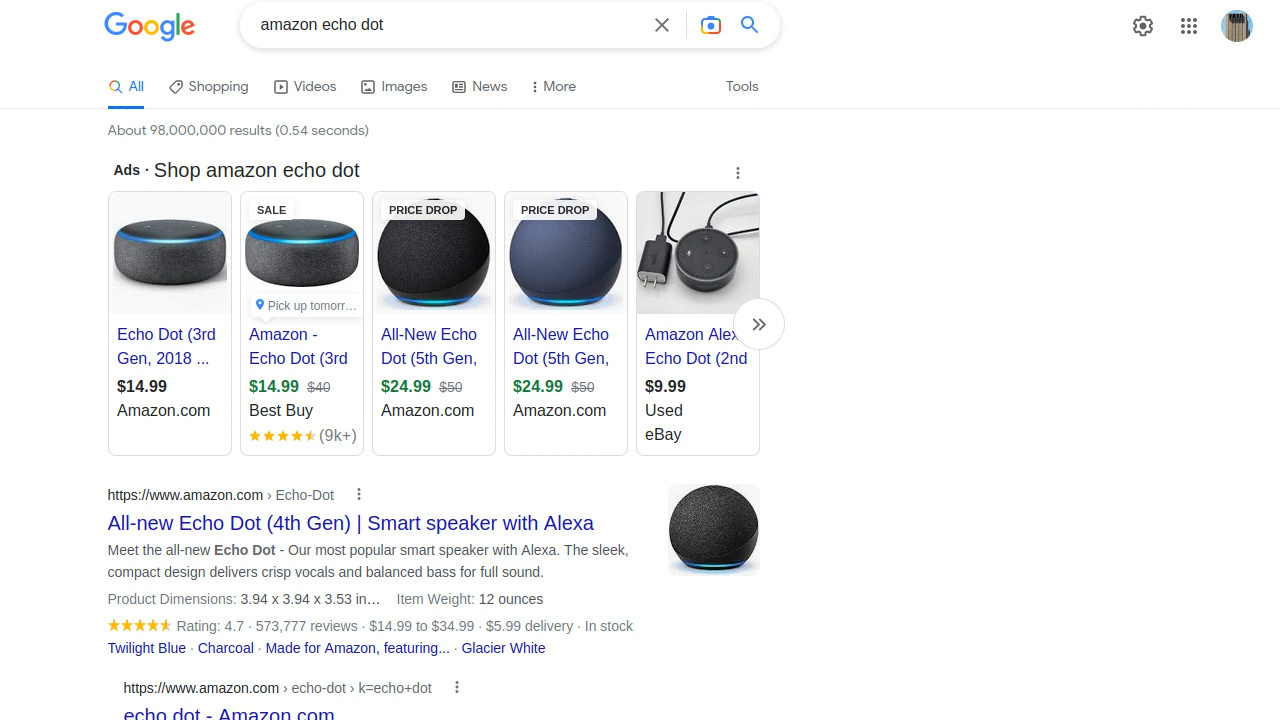 Google
amazon echo dot
All
Shopping
Videos
Images
News
More
Tools
About 98,000,000 results (0.54 seconds)
Ads · Shop amazon echo dot
Echo Dot (3rd
Gen, 2018 ...
$14.99
Amazon.com
SALE
Pick up tomorr...
Amazon -
Echo Dot (3rd
$14.99 $40
Best Buy
(9k+)
PRICE DROP
All-New Echo
Dot (5th Gen,
$24.99 $50
Amazon.com
PRICE DROP
All-New Echo
Dot (5th Gen,
$24.99 $50
Amazon.com
Amazon
Echo Dot (2nd
$9.99
Used
eBay
https://www.amazon.com › Echo-Dot
All-new Echo Dot (4th Gen) | Smart speaker with Alexa
Meet the all-new Echo Dot - Our most popular smart speaker with Alexa. The sleek,
compact design delivers crisp vocals and balanced bass for full sound.
Product Dimensions: 3.94 x 3.94 x 3.53 in... Item Weight: 12 ounces
Rating: 4.7 · 573,777 reviews · $14.99 to $34.99 · $5.99 delivery · In stock
Twilight Blue · Charcoal · Made for Amazon, featuring... · Glacier White
https://www.amazon.com › echo-dot › k=echo+dot
echo dot - Amazon.com